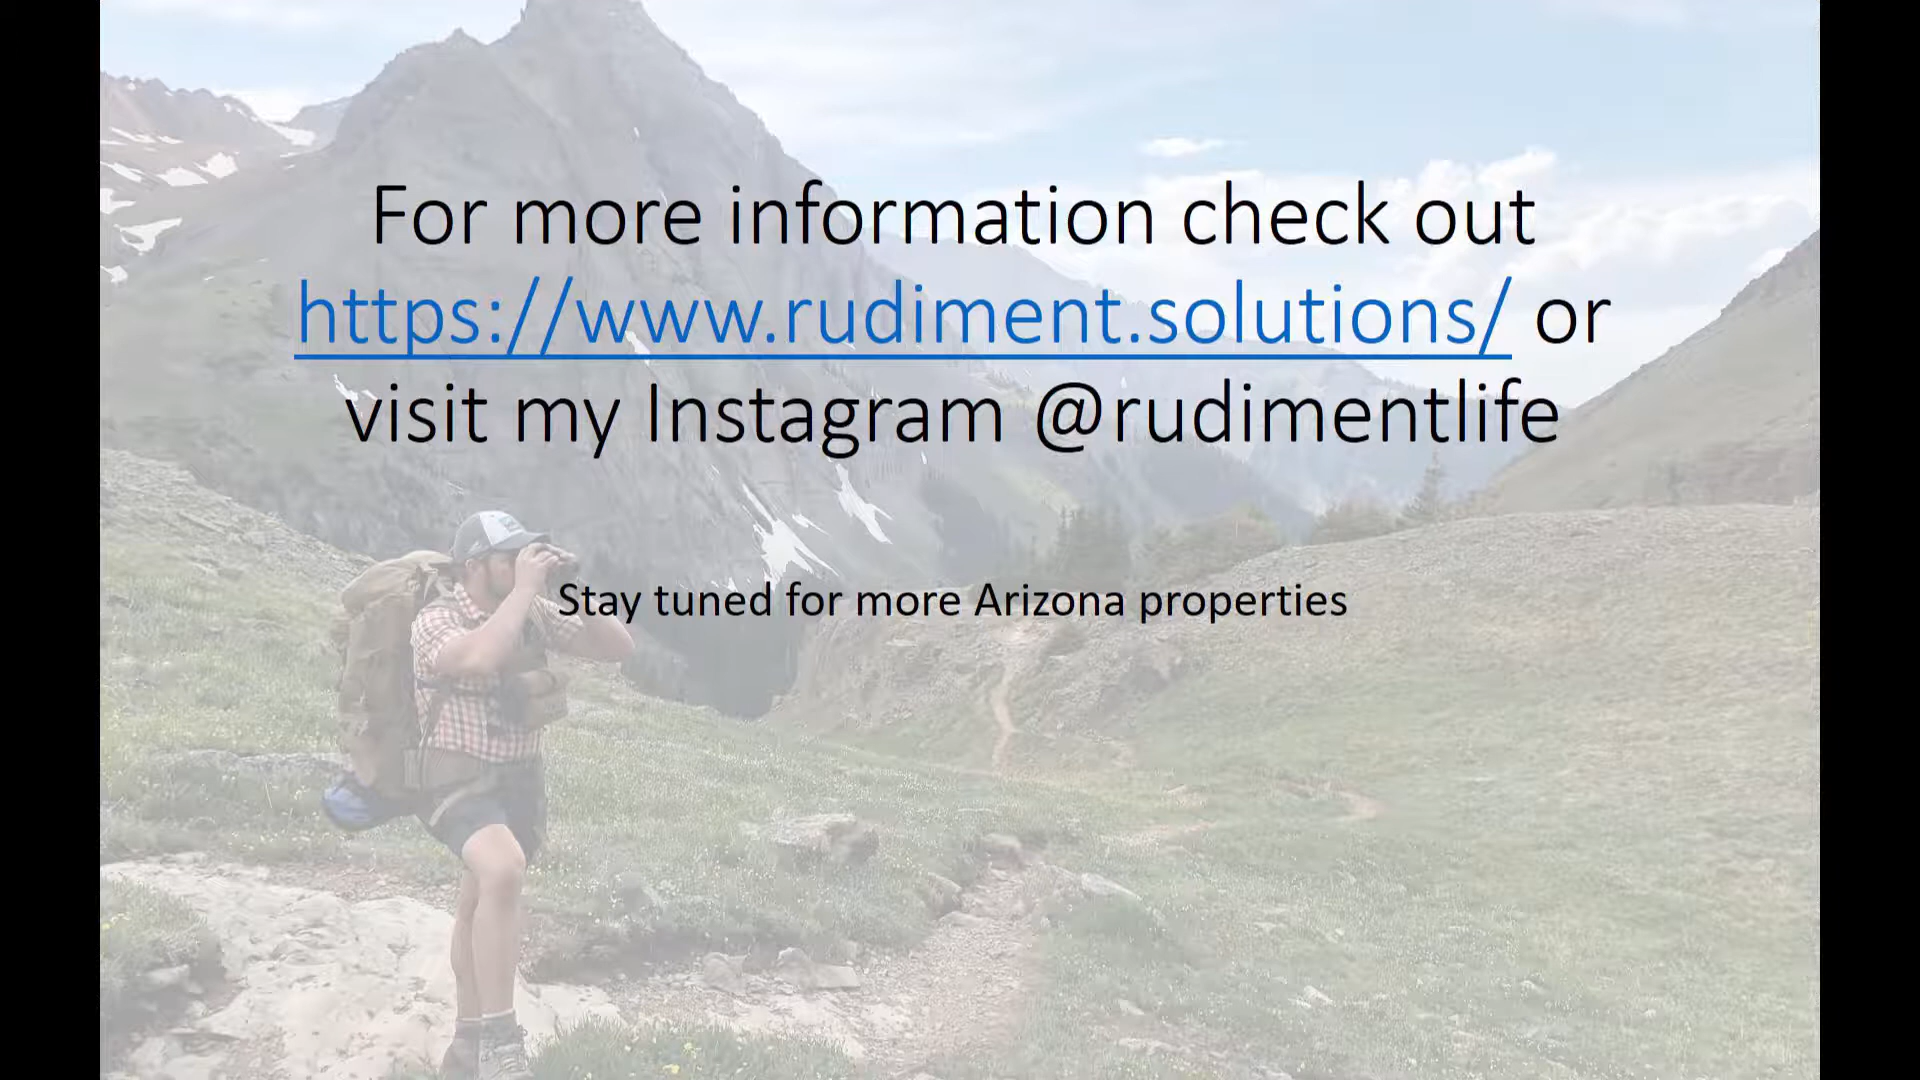 For more information check out
https://www.rudiment.solutions/ or
visit my Instagram @rudimentlife
Stay tuned for more Arizona properties